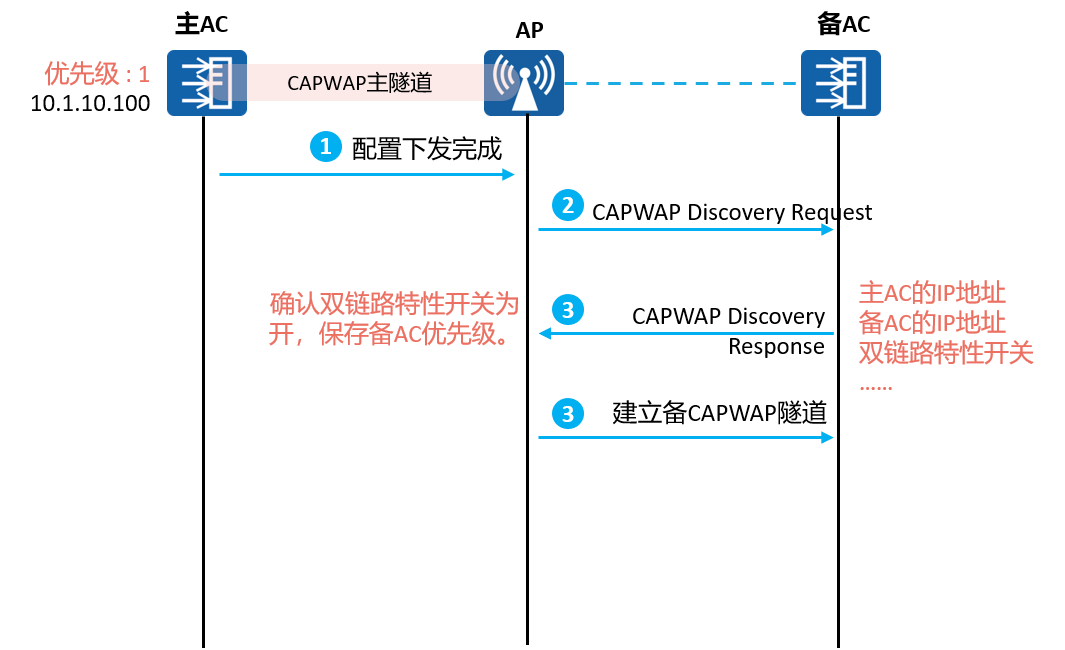 主AC
AP
备AC
优先级：1
10.1.10.100
CAPWAP主隧道
1 配置下发完成
2 CAPWAP Discovery Request
确认双链路特性开关为
开，保存备AC优先级。
3 CAPWAP Discovery
Response
主AC的IP地址
备AC的IP地址
双链路特性开关
......
3 建立备CAPWAP隧道